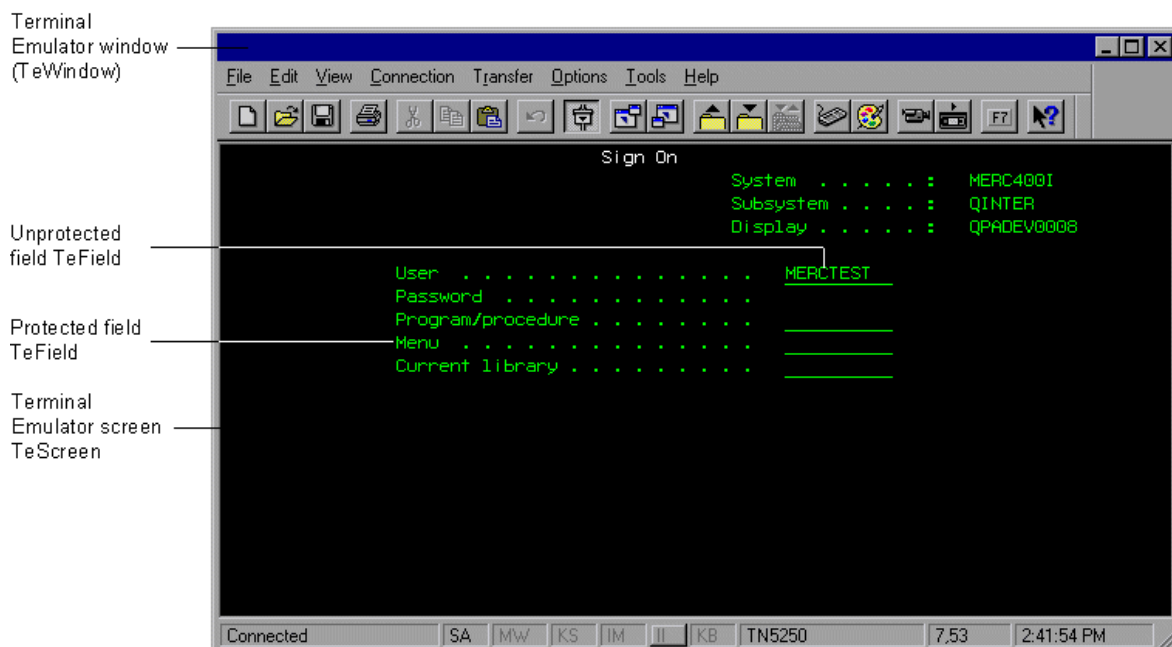 Terminal
Emulator window
(TeWindow)
File Edit View Connection Transfer Options Tools Help
F7
Sign On
System . . . . . : MERC400I
Subsystem . . . . : QINTER
Display . . . . . : QPADEV0008
Unprotected
field TeField
User . . . . . . . . . . . . . . MERCTEST
Password . . . . . . . . . . . .
Program/procedure . . . . . . . .
Protected field
TeField
Menu . . . . . . . . . . . . . .
Current library . . . . . . . . .
Terminal
Emulator screen
TeScreen
Connected SA MW KS IM II KB TN5250 7,53 2:41:54 PM